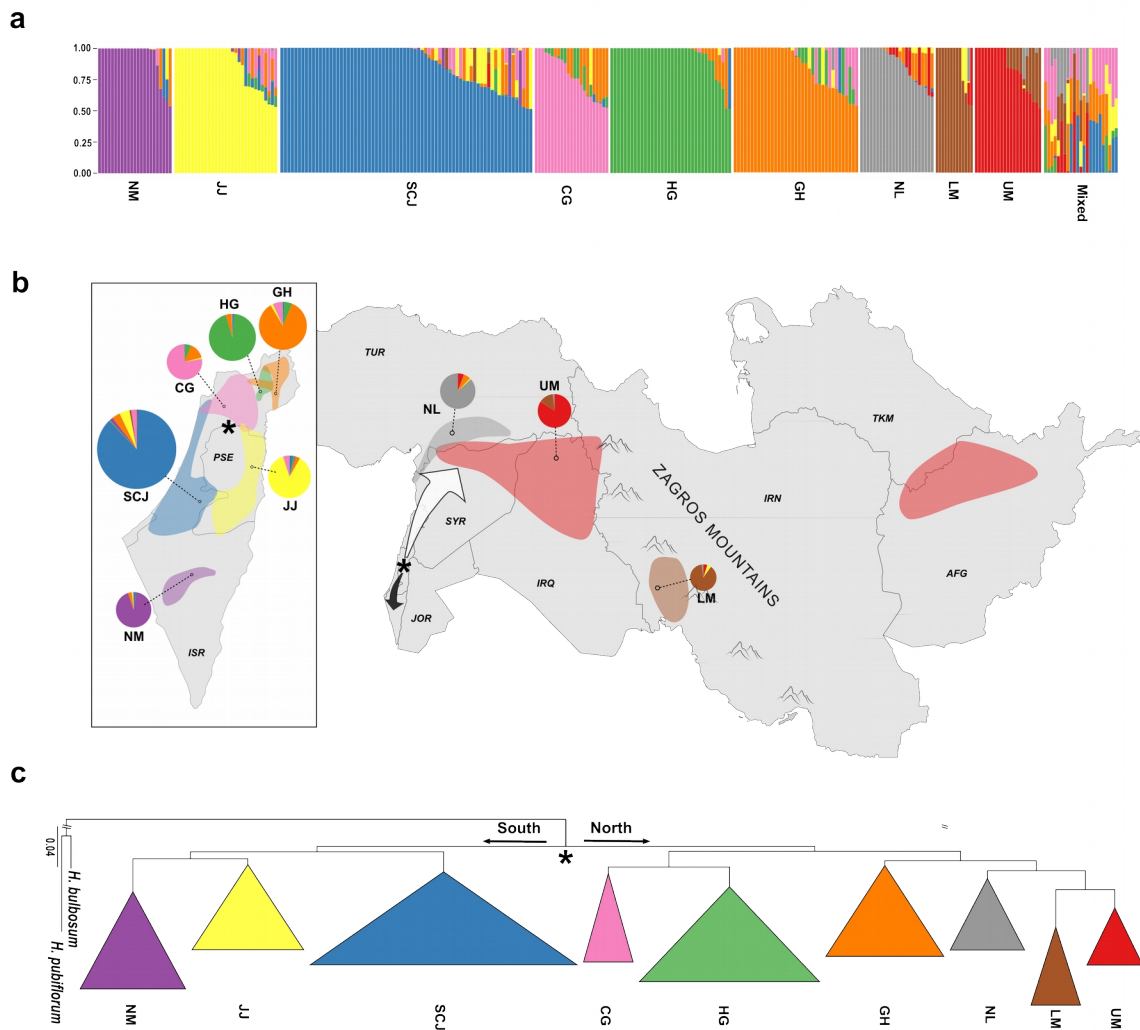 a
1.00
0.75
0.50
0.25
0.00
NM
JJ
SCJ
CG
HG
GH
NL
LM
UM
Mixed
b
GH
HG
CG
TUR
NL
UM
TKM
*
PSE
SCJ
JJ
ZAGROS MOUNTAINS
IRN
SYR
*
IRQ
AFG
LM
NM
JOR
ISR
c
0.04
South
North
*
H. bulbosum
H. pubiflorum
NM
JJ
SCJ
CG
HG
GH
NL
LM
UM